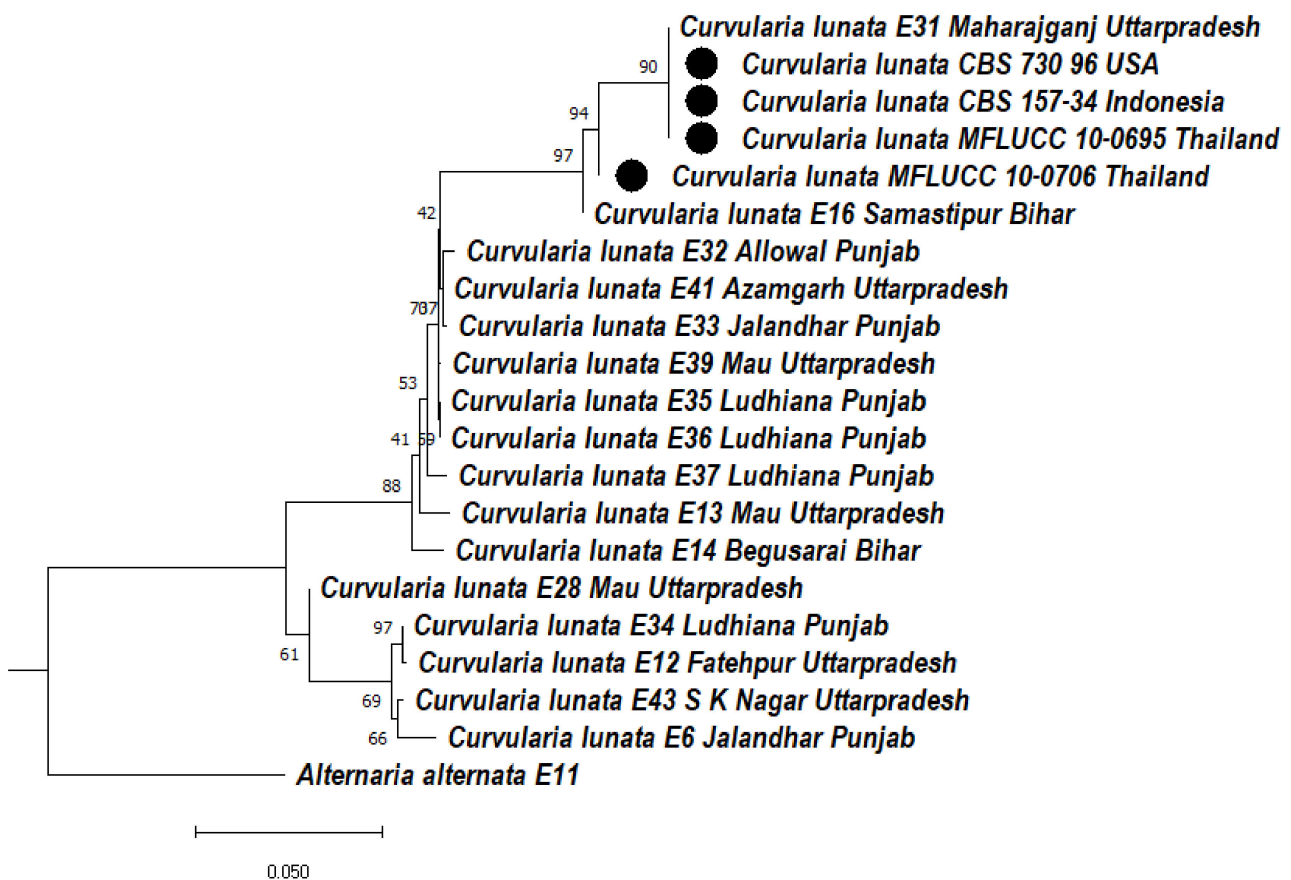 Curvularia lunata E31 Maharajganj Uttarpradesh
90
Curvularia lunata CBS 730 96 USA
Curvularia lunata CBS 157-34 Indonesia
94
Curvularia lunata MFLUCC 10-0695 Thailand
97
Curvularia lunata MFLUCC 10-0706 Thailand
42
Curvularia lunata E16 Samastipur Bihar
Curvularia lunata E32 Allowal Punjab
Curvularia lunata E41 Azamgarh Uttarpradesh
Curvularia lunata E33 Jalandhar Punjab
Curvularia lunata E39 Mau Uttarpradesh
53
Curvularia lunata E35 Ludhiana Punjab
41 59
Curvularia lunata E36 Ludhiana Punjab
Curvularia lunata E37 Ludhiana Punjab
88
Curvularia lunata E13 Mau Uttarpradesh
Curvularia lunata E14 Begusarai Bihar
Curvularia lunata E28 Mau Uttarpradesh
97
Curvularia lunata E34 Ludhiana Punjab
61
Curvularia lunata E12 Fatehpur Uttarpradesh
69
Curvularia lunata E43 S K Nagar Uttarpradesh
66
Curvularia lunata E6 Jalandhar Punjab
Alternaria alternata E11
0.050